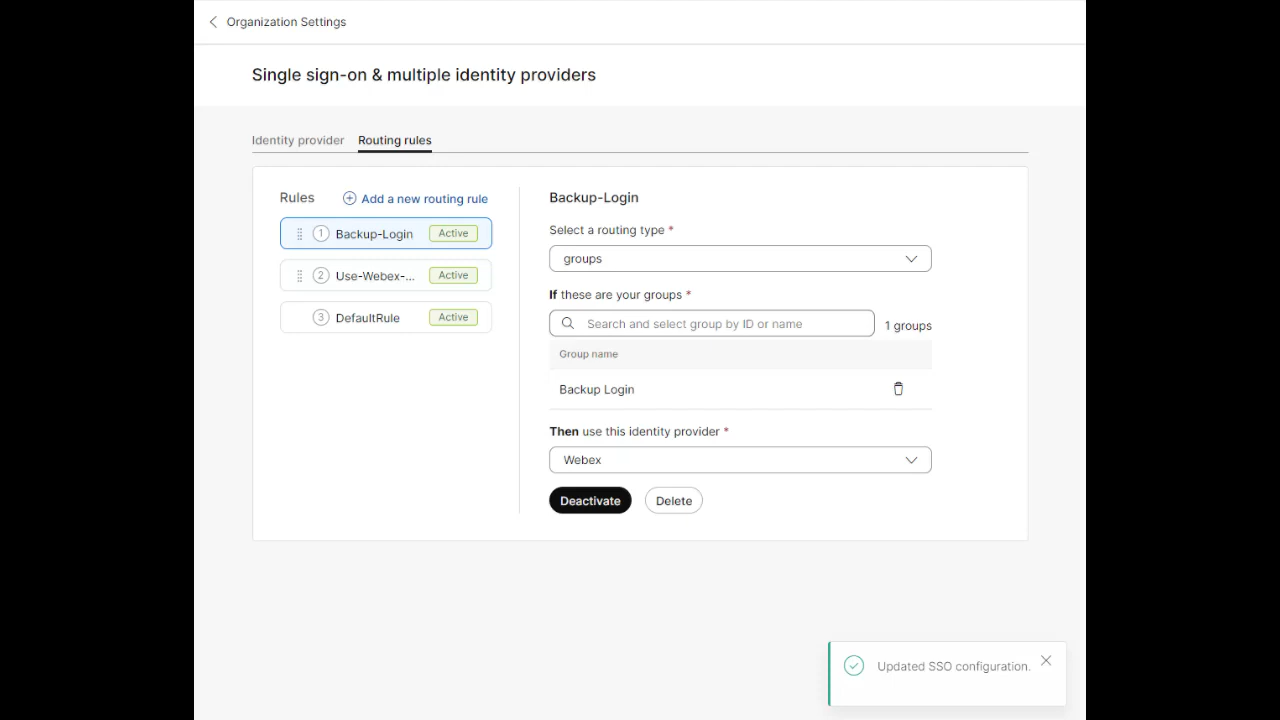 Organization Settings
Single sign-on & multiple identity providers
Identity provider Routing rules
Rules Add a new routing rule
1 Backup-Login Active
2 Use-Webex-... Active
3 DefaultRule Active
Backup-Login
Select a routing type *
groups
If these are your groups *
Search and select group by ID or name 1 groups
Group name
Backup Login
Then use this identity provider *
Webex
Deactivate Delete
Updated SSO configuration.